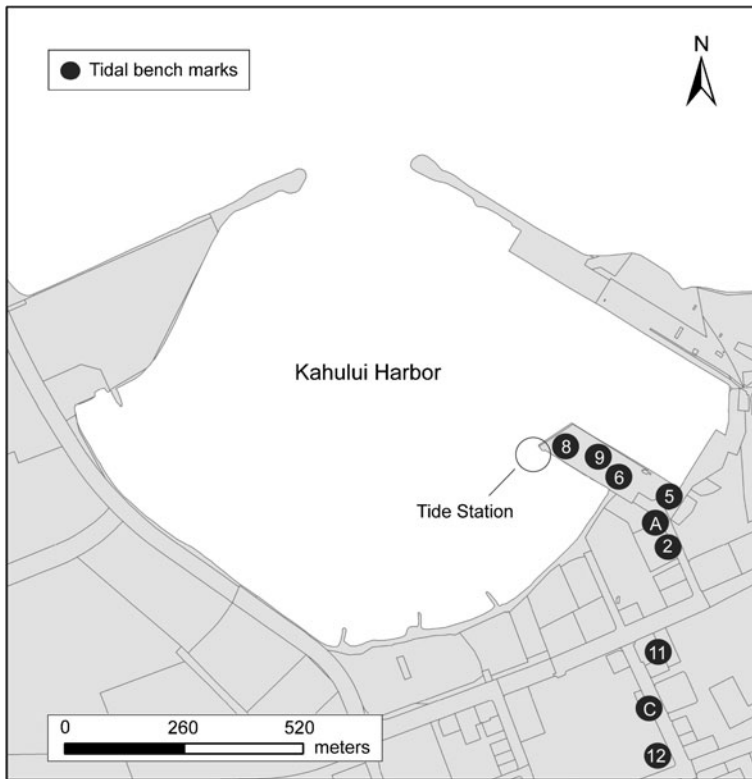 N
Tidal bench marks
Kahului Harbor
8
9
6
5
Tide Station
A
2
11
C
12
0 260 520
meters